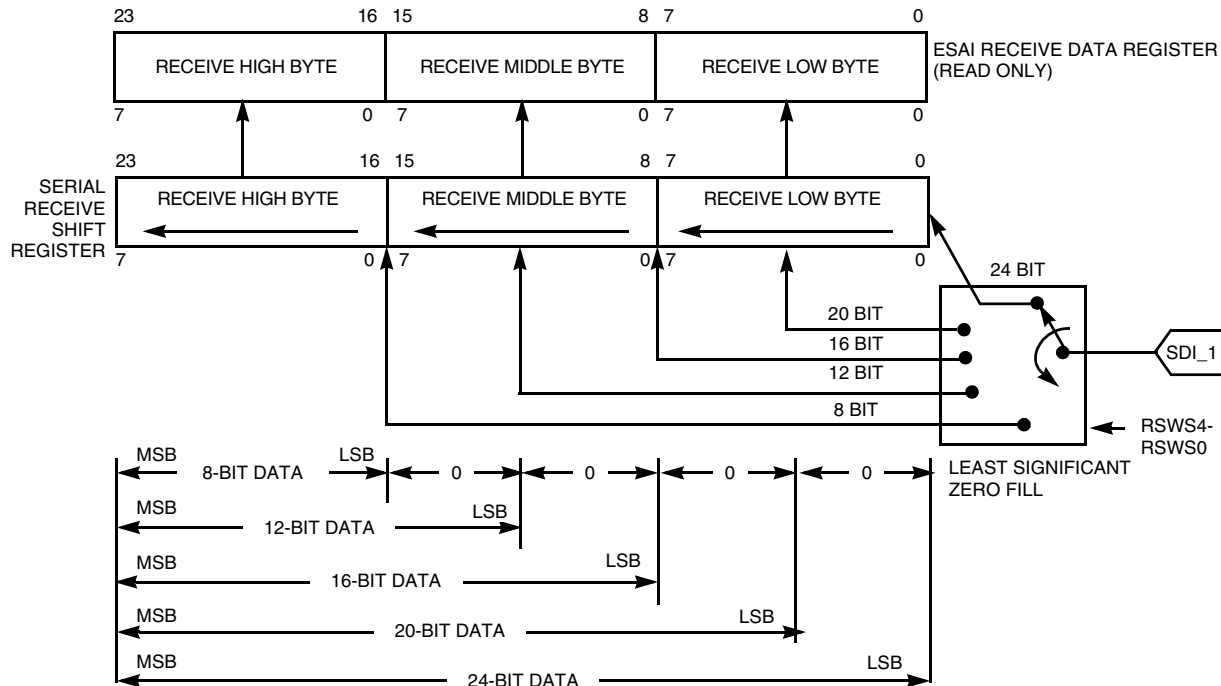 23 16 15 8 7 0
RECEIVE HIGH BYTE RECEIVE MIDDLE BYTE RECEIVE LOW BYTE
ESAI RECEIVE DATA REGISTER
(READ ONLY)
7 0 7 0 7 0
23 16 15 8 7 0
SERIAL
RECEIVE
SHIFT
REGISTER
RECEIVE HIGH BYTE RECEIVE MIDDLE BYTE RECEIVE LOW BYTE
7 0 7 0 7 0
24 BIT
20 BIT
16 BIT
12 BIT
8 BIT
SDI_1
RSWS4-
RSWS0
MSB 8-BIT DATA LSB 0 0 0 0
LEAST SIGNIFICANT
ZERO FILL
MSB 12-BIT DATA LSB
MSB 16-BIT DATA LSB
MSB 20-BIT DATA LSB
MSB 24-BIT DATA LSB